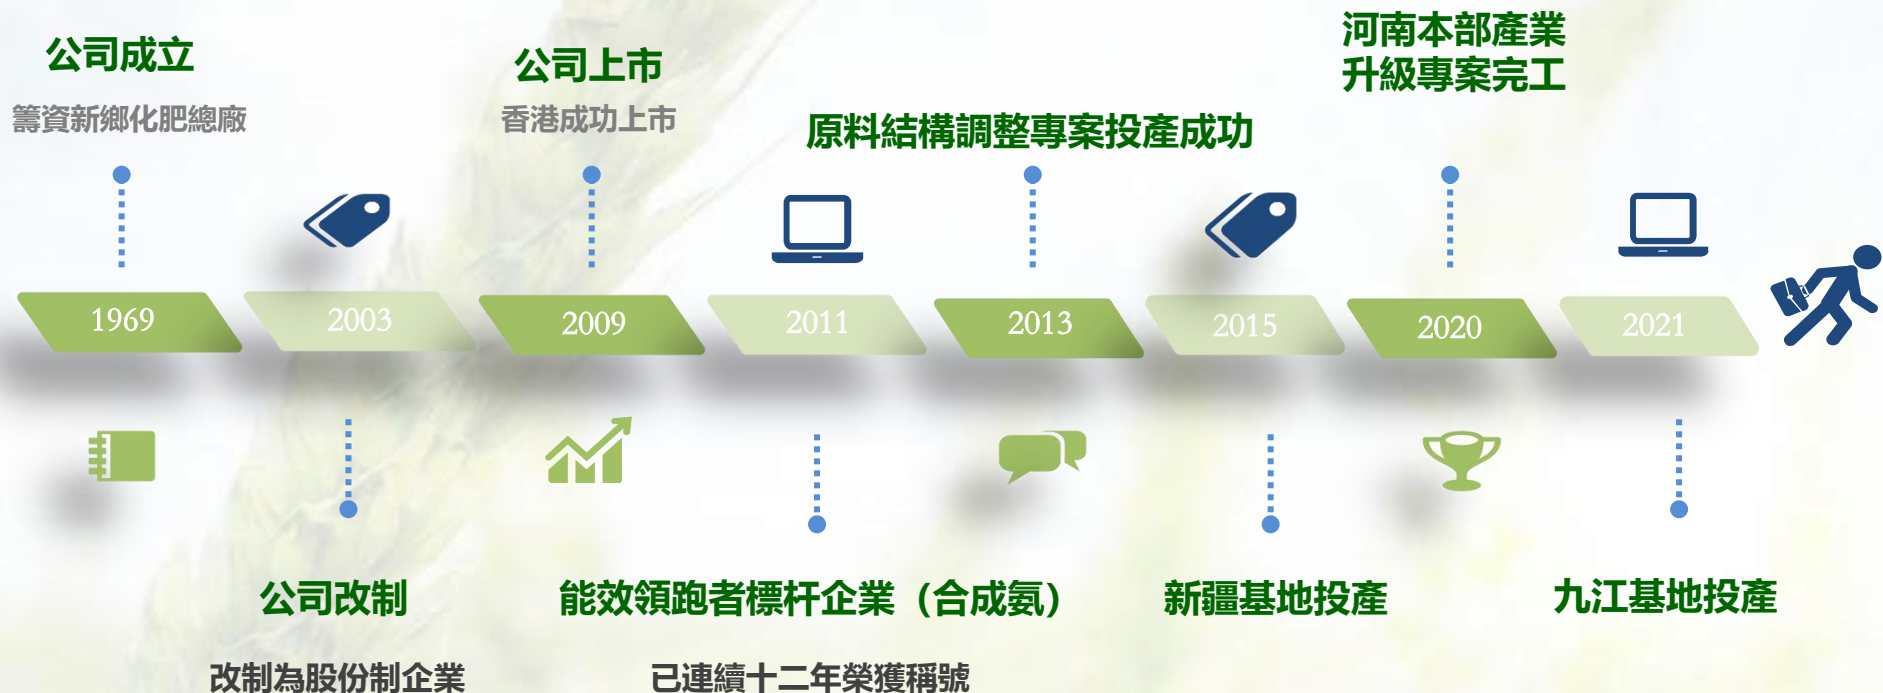 公司成立
籌資新鄉化肥總廠
公司上市
香港成功上市
原料結構調整專案投產成功
河南本部產業
升級專案完工
1969
2003
2009
2011
2013
2015
2020
2021
公司改制
改制為股份制企業
能效領跑者標杆企業（合成氨）
已連續十二年榮獲稱號
新疆基地投產
九江基地投產